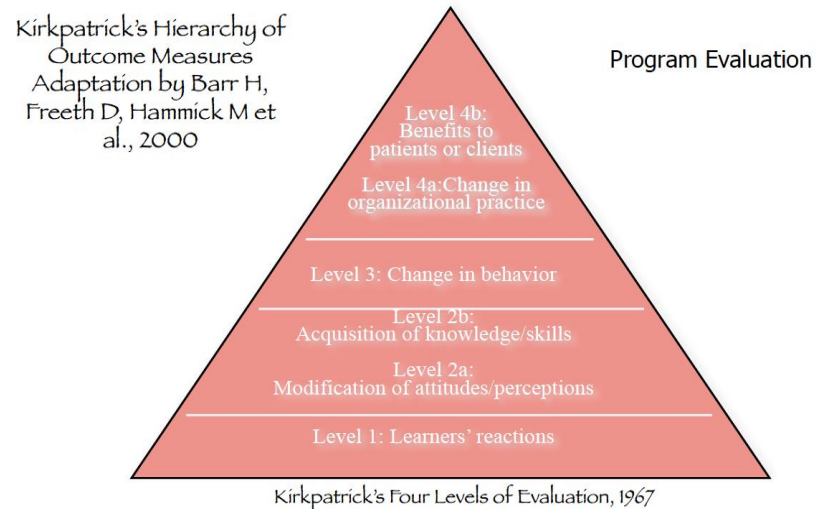 Kirkpatrick's Hierarchy of
Outcome Measures
Adaptation by Barr H,
Freeth D, Hammick M et
al., 2000
Program Evaluation
Level 4b:
Benefits to
patients or clients
Level 4a:Change in
organizational practice
Level 3: Change in behavior
Level 2b:
Acquisition of knowledge/skills
Level 2a:
Modification of attitudes/perceptions
Level 1: Learners' reactions
Kirkpatrick's Four Levels of Evaluation, 1967